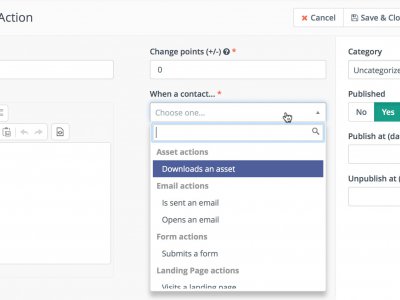 Action
Cancel
Save & Clo
Change points (+/-) *
0
Category
Uncategorize
When a contact... *
Published
Choose one...
No
Yes
Asset actions
Publish at (da
Downloads an asset
Email actions
Unpublish at (
Is sent an email
Opens an email
Form actions
Submits a form
Landing Page actions
Visits a landing page